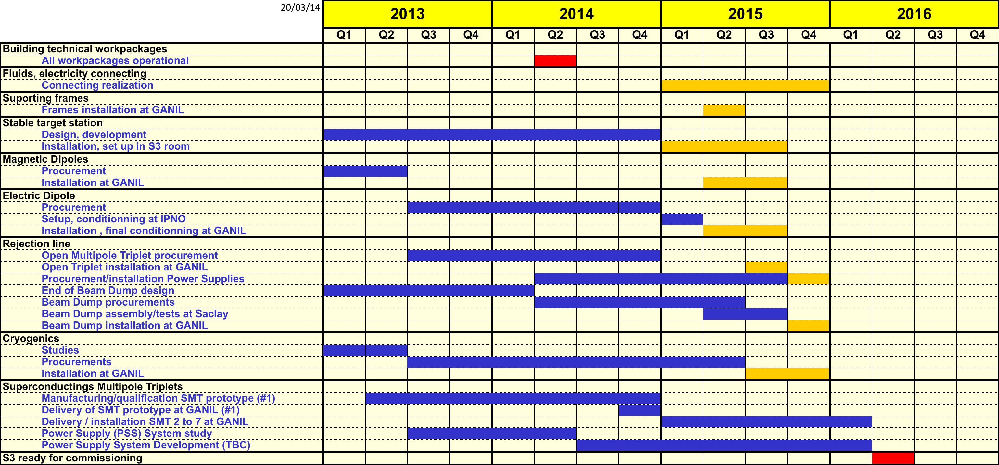 20/03/14 2013 2014 2015 2016
Q1 Q2 Q3 Q4 Q1 Q2 Q3 Q4 Q1 Q2 Q3 Q4 Q1 Q2 Q3 Q4
Building technical workpackages
All workpackages operational
Fluids, electricity connecting
Connecting realization
Suporting frames
Frames installation at GANIL
Stable target station
Design, development
Installation, set up in S3 room
Magnetic Dipoles
Procurement
Installation at GANIL
Electric Dipole
Procurement
Setup, conditionning at IPNO
Installation , final conditionning at GANIL
Rejection line
Open Multipole Triplet procurement
Open Triplet installation at GANIL
Procurement/installation Power Supplies
End of Beam Dump design
Beam Dump procurements
Beam Dump assembly/tests at Saclay
Beam Dump installation at GANIL
Cryogenics
Studies
Procurements
Installation at GANIL
Superconductings Multipole Triplets
Manufacturing/qualification SMT prototype (#1)
Delivery of SMT prototype at GANIL (#1)
Delivery / installation SMT 2 to 7 at GANIL
Power Supply (PSS) System study
Power Supply System Development (TBC)
S3 ready for commissioning